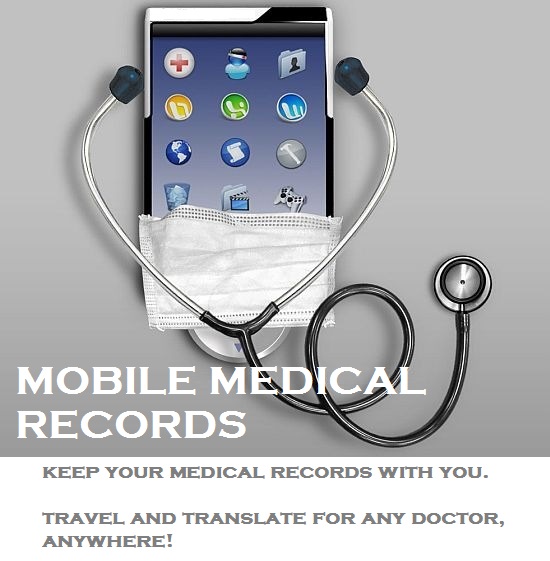 MOBILE MEDICAL
RECORDS
KEEP YOUR MEDICAL RECORDS WITH YOU.
TRAVEL AND TRANSLATE FOR ANY DOCTOR,
ANYWHERE!